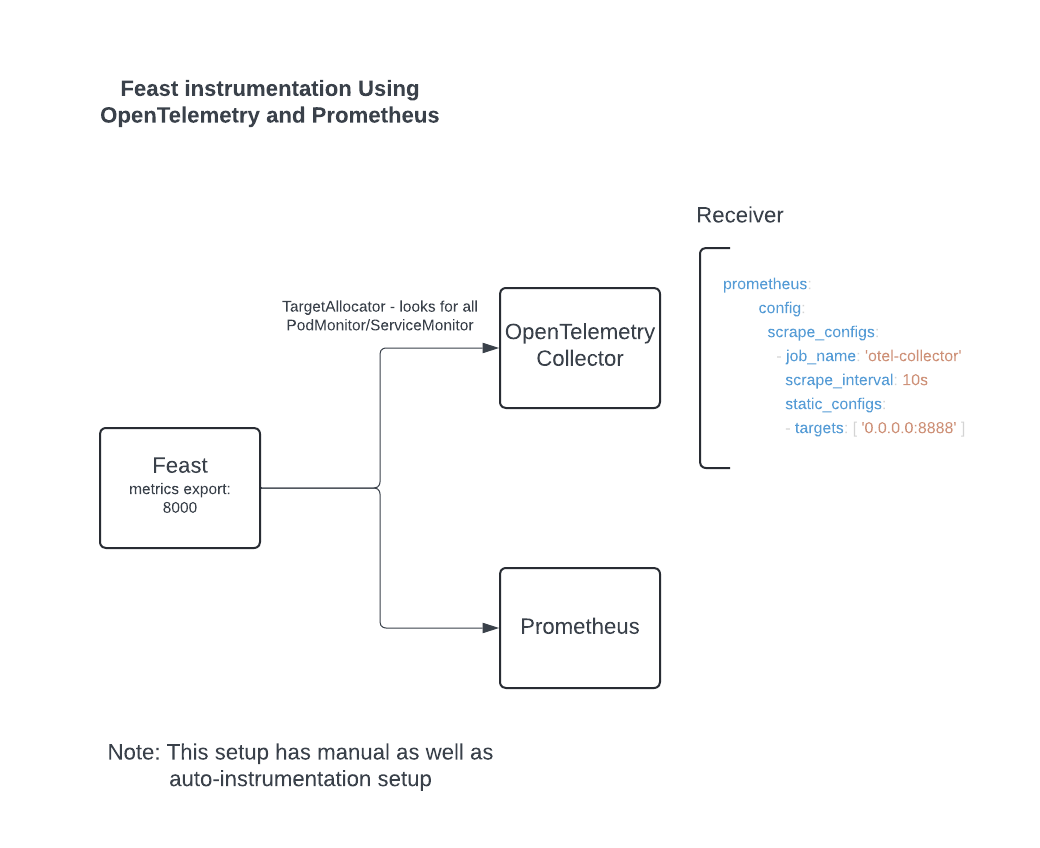 Feast instrumentation Using
OpenTelemetry and Prometheus
Receiver
prometheus:
config:
scrape_configs:
- job_name: 'otel-collector'
scrape_interval: 10s
static_configs:
- targets: [ '0.0.0.0:8888' ]
TargetAllocator - looks for all
PodMonitor/ServiceMonitor
OpenTelemetry
Collector
Feast
metrics export:
8000
Prometheus
Note: This setup has manual as well as
auto-instrumentation setup